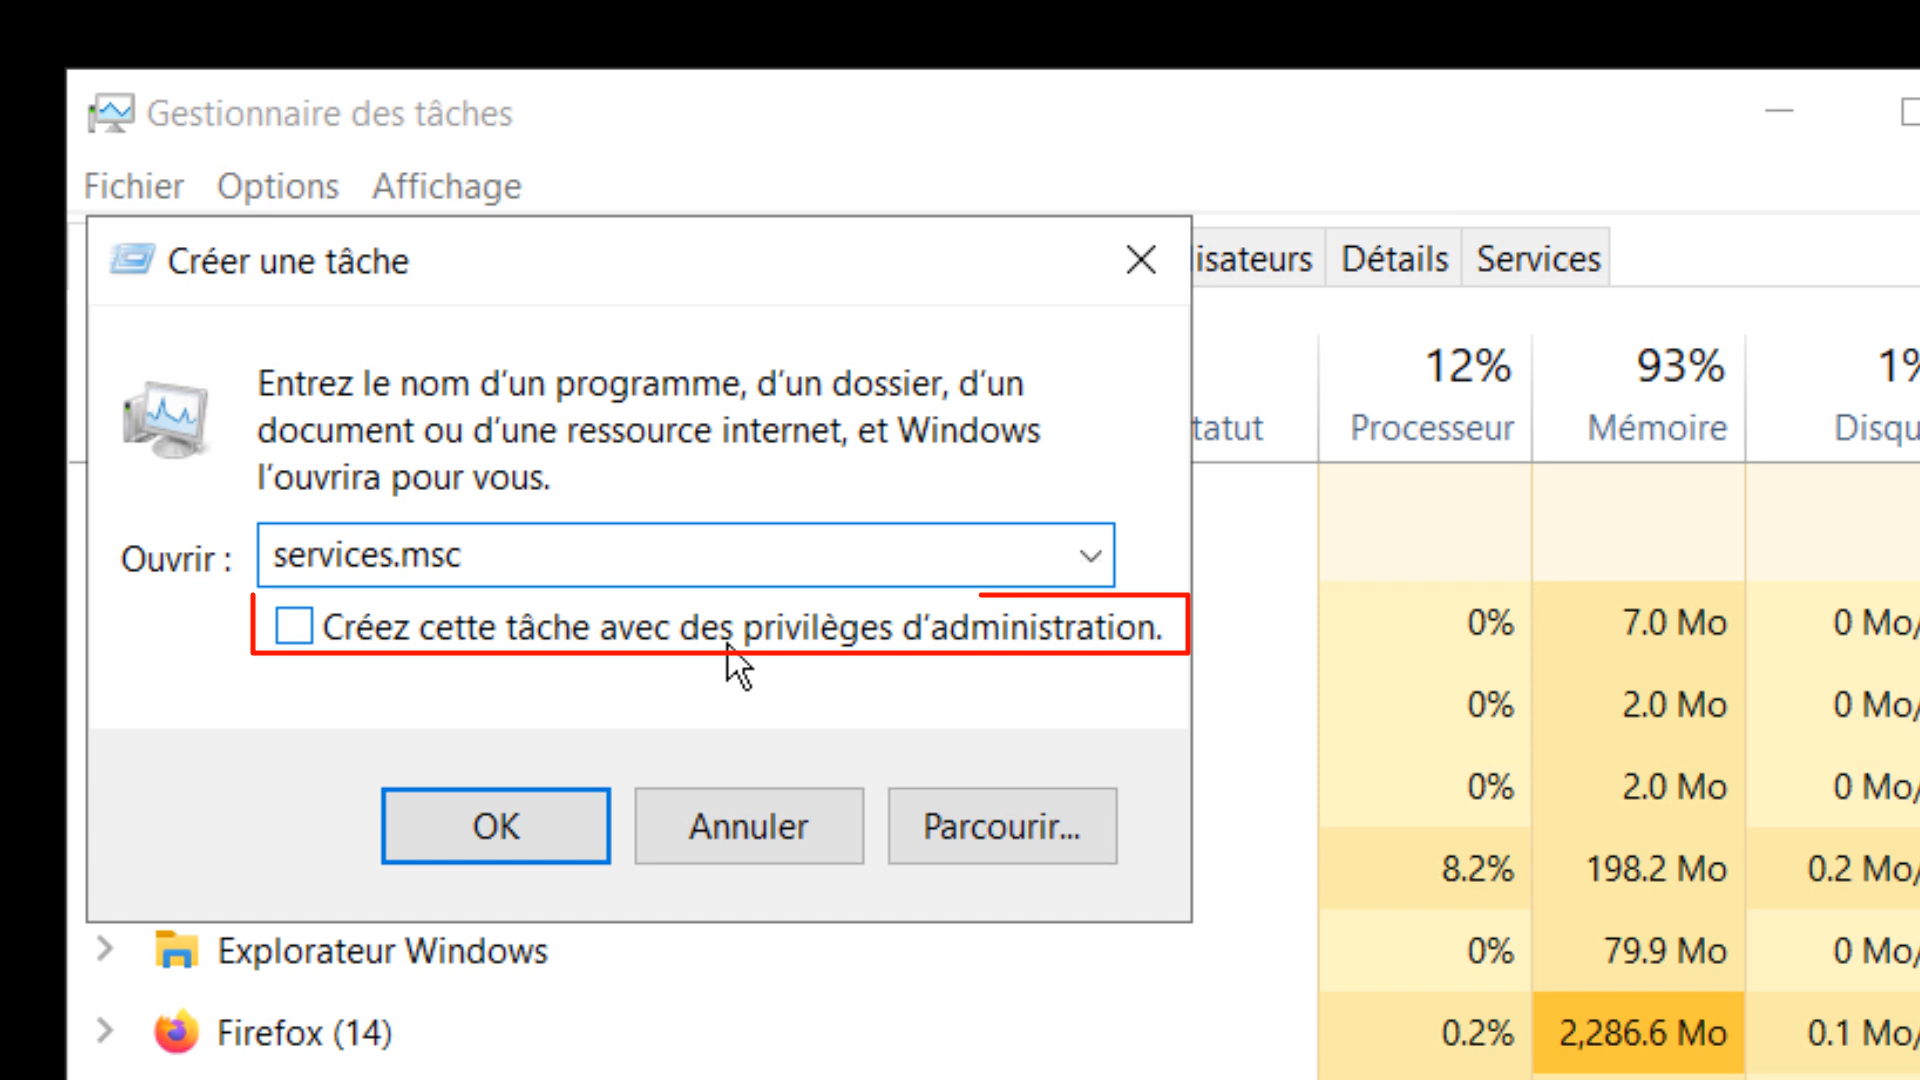 Gestionnaire des tâches
Fichier Options Affichage
Créer une tâche
lisateurs Détails Services
Entrez le nom d'un programme, d'un dossier, d'un
document ou d'une ressource internet, et Windows
l'ouvrira pour vous.
12% 93% 1%
tatut Processeur Mémoire Disqu
Ouvrir : services.msc
Créez cette tâche avec des privilèges d'administration.
0% 7.0 Mo 0 Mo/
0% 2.0 Mo 0 Mo/
0% 2.0 Mo 0 Mo/
OK Annuler Parcourir...
8.2% 198.2 Mo 0.2 Mo/
Explorateur Windows 0% 79.9 Mo 0 Mo/
Firefox (14) 0.2% 2,286.6 Mo 0.1 Mo/